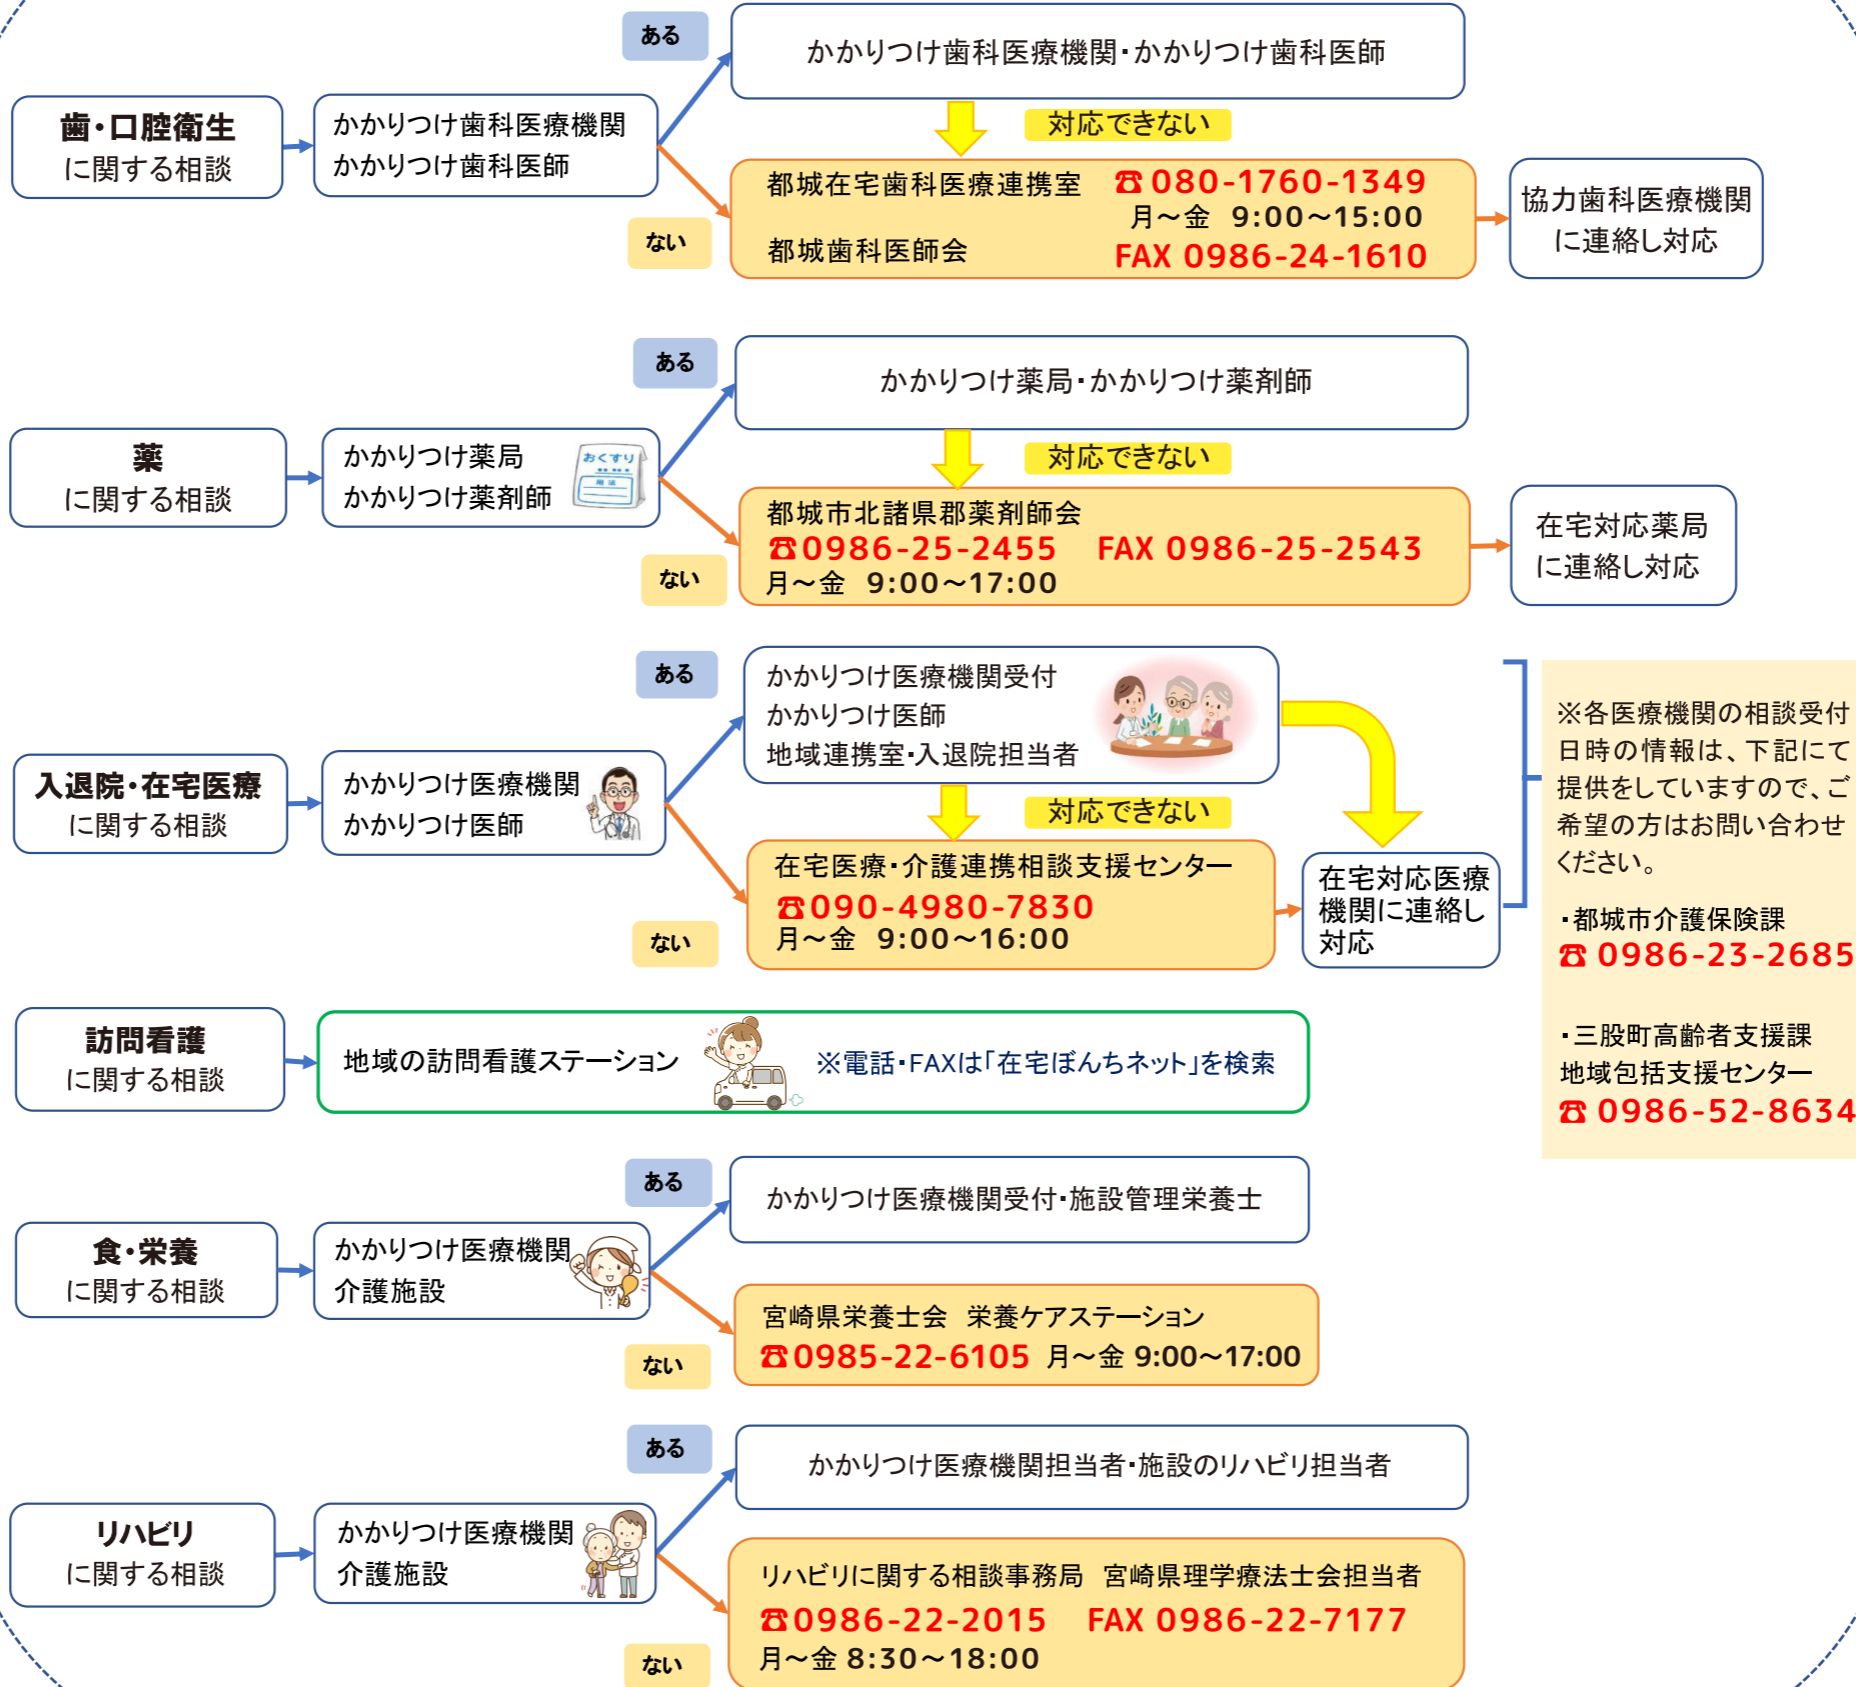 歯・口腔衛生
に関する相談
かかりつけ歯科医療機関
かかりつけ歯科医師
ある
かかりつけ歯科医療機関・かかりつけ歯科医師
対応できない
ない
都城在宅歯科医療連携室 ☎080-1760-1349
月～金 9:00～15:00
都城歯科医師会 FAX 0986-24-1610
協力歯科医療機関
に連絡し対応
薬
に関する相談
かかりつけ薬局
かかりつけ薬剤師
おくすり
用法
ある
かかりつけ薬局・かかりつけ薬剤師
対応できない
ない
都城市北諸県郡薬剤師会
☎0986-25-2455 FAX 0986-25-2543
月～金 9:00～17:00
在宅対応薬局
に連絡し対応
入退院・在宅医療
に関する相談
かかりつけ医療機関
かかりつけ医師
ある
かかりつけ医療機関受付
かかりつけ医師
地域連携室・入退院担当者
対応できない
ない
在宅医療・介護連携相談支援センター
☎090-4980-7830
月～金 9:00～16:00
在宅対応医療
機関に連絡し
対応
※各医療機関の相談受付
日時の情報は、下記にて
提供をしていますので、ご
希望の方はお問い合わせ
ください。
・都城市介護保険課
☎ 0986-23-2685
・三股町高齢者支援課
地域包括支援センター
☎ 0986-52-8634
訪問看護
に関する相談
地域の訪問看護ステーション ※電話・FAXは「在宅ぼんちネット」を検索
食・栄養
に関する相談
かかりつけ医療機関
介護施設
ある
かかりつけ医療機関受付・施設管理栄養士
ない
宮崎県栄養士会 栄養ケアステーション
☎0985-22-6105 月～金 9:00～17:00
リハビリ
に関する相談
かかりつけ医療機関
介護施設
ある
かかりつけ医療機関担当者・施設のリハビリ担当者
ない
リハビリに関する相談事務局 宮崎県理学療法士会担当者
☎0986-22-2015 FAX 0986-22-7177
月～金 8:30～18:00